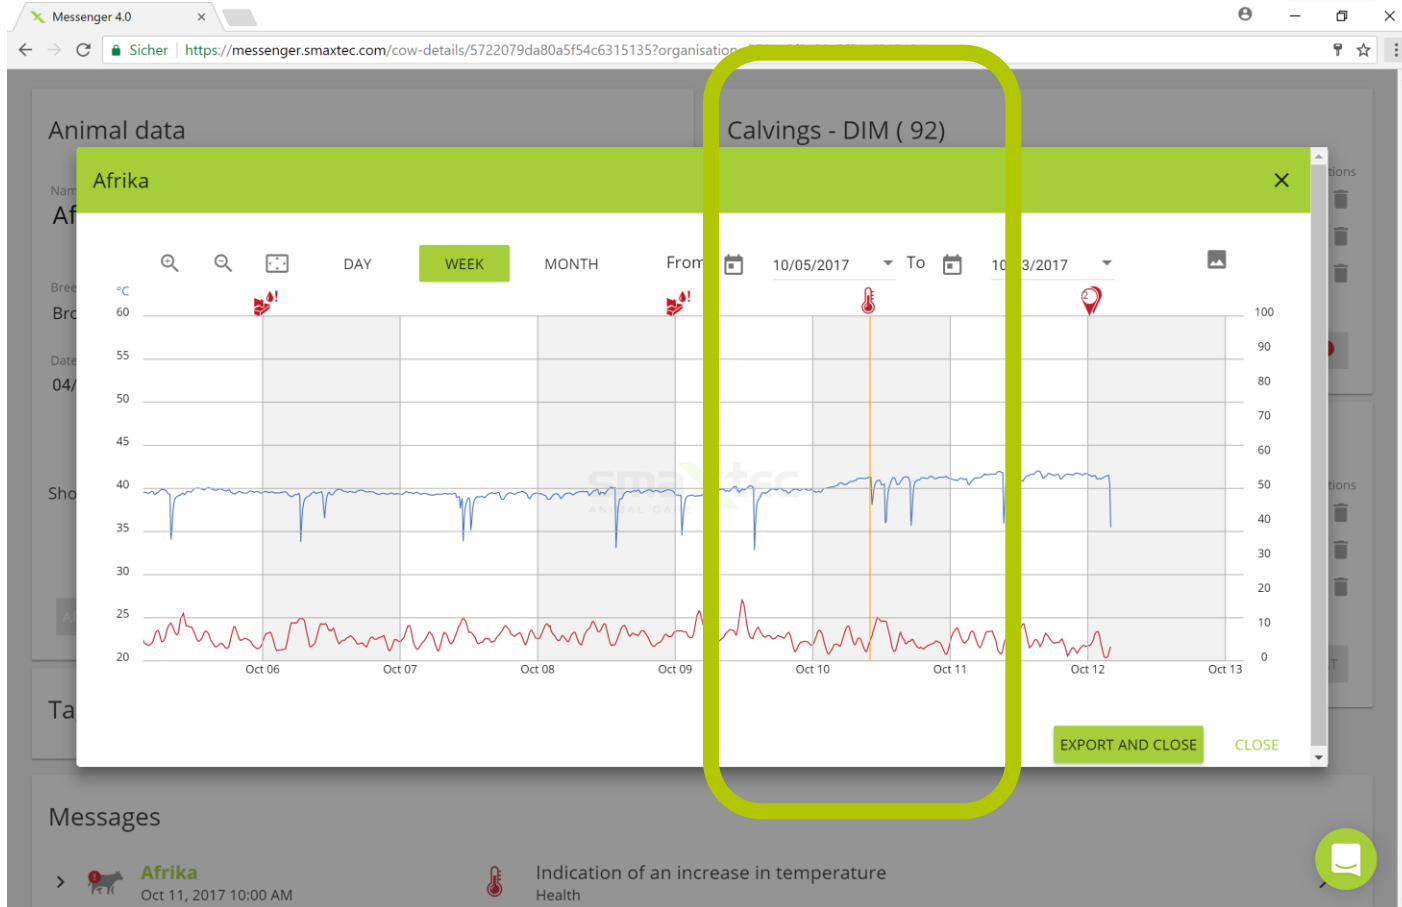 Messenger 4.0
Sicher https://messenger.smaxtec.com/cow-details/5722079da80a5f54c6315135?organisation
Animal data
Calvings - DIM ( 92)
Afrika
DAY WEEK MONTH From 10/05/2017 To
°C
60 100
55 90
50 80
45 70
40 60
35 50
30 40
25 30
20 20
10
0
smaxtec
ANIMAL CARE
2
Oct 06 Oct 07 Oct 08 Oct 09 Oct 10 Oct 11 Oct 12 Oct 13
EXPORT AND CLOSE CLOSE
Messages
Afrika Indication of an increase in temperature
Oct 11, 2017 10:00 AM Health